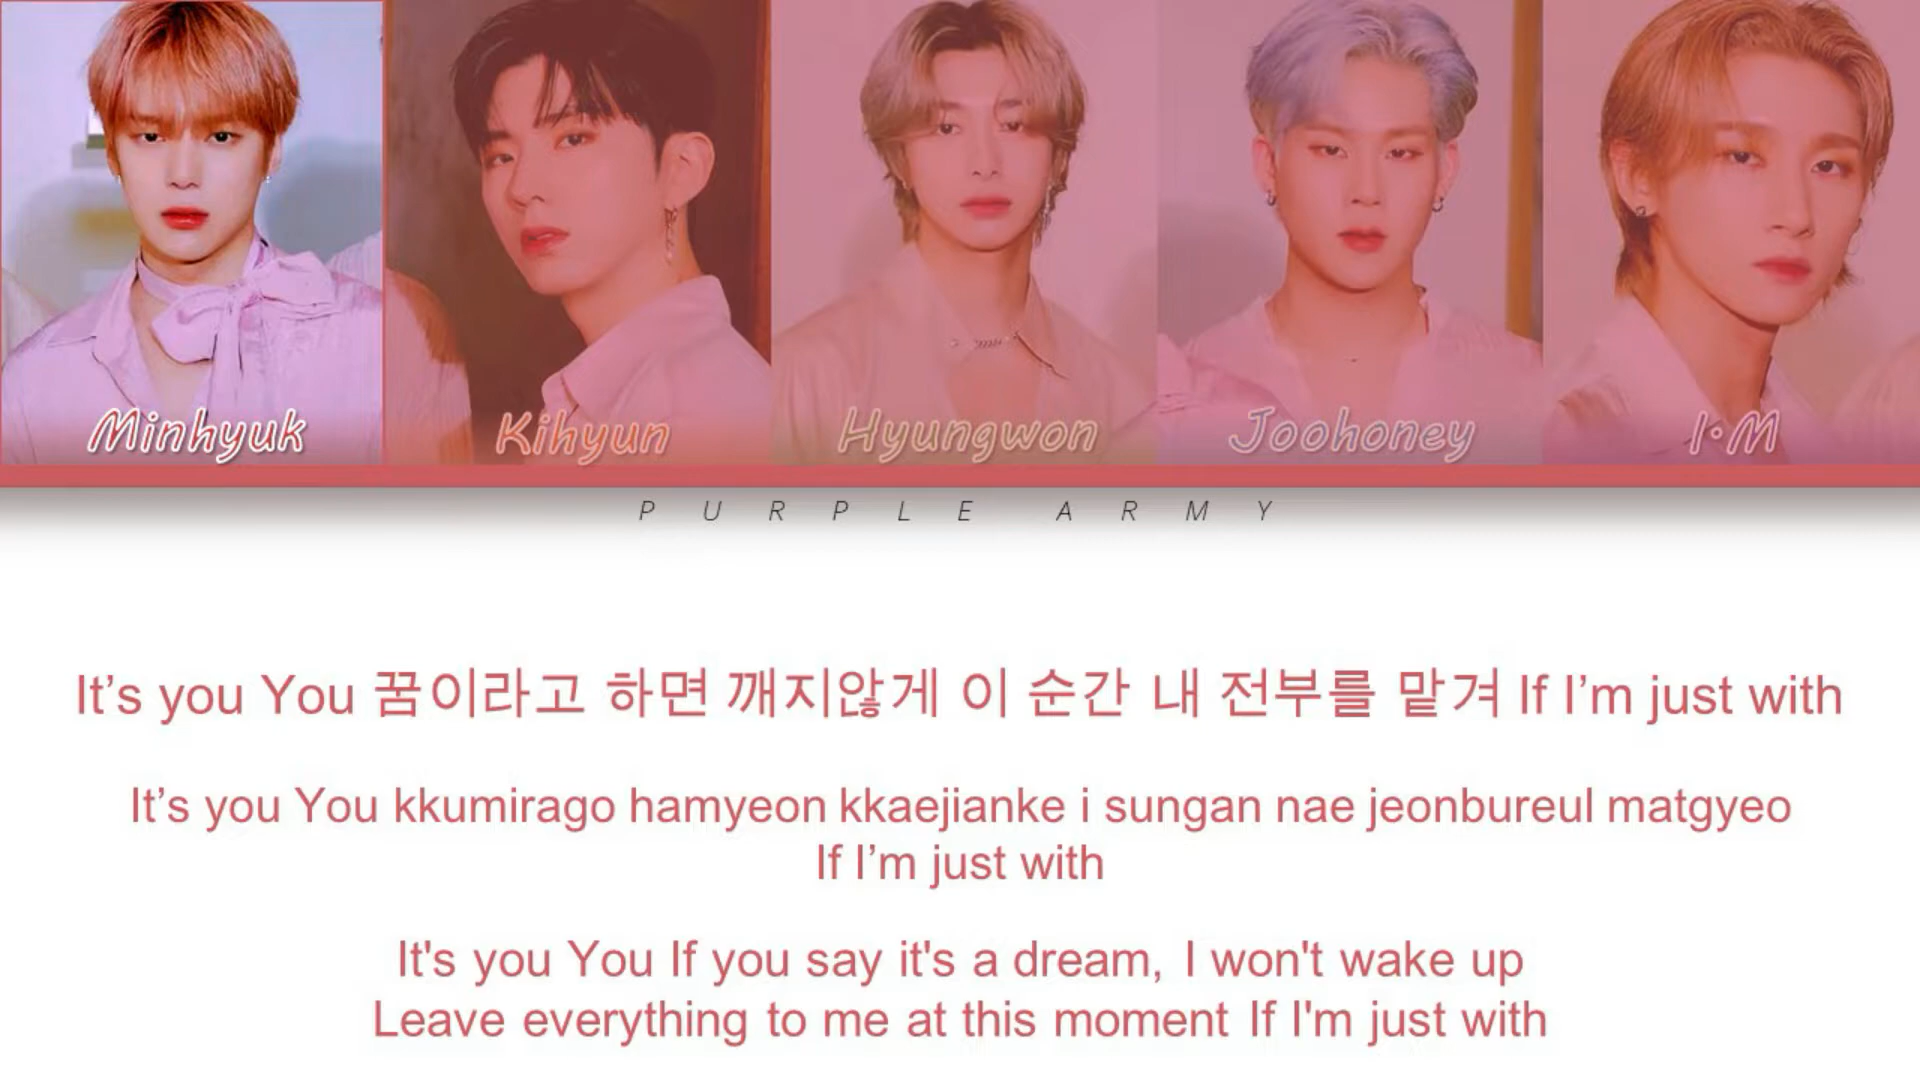 Minhyuk
Kihyun
Hyungwon
Joohoney
I•M
PURPLE ARMY
It’s you You 꿈이라고 하면 깨지않게 이 순간 내 전부를 맡겨 If I’m just with
It’s you You kkumirago hamyeon kkaejianke i sungan nae jeonbureul matgyeo
If I’m just with
It's you You If you say it's a dream, I won't wake up
Leave everything to me at this moment If I'm just with